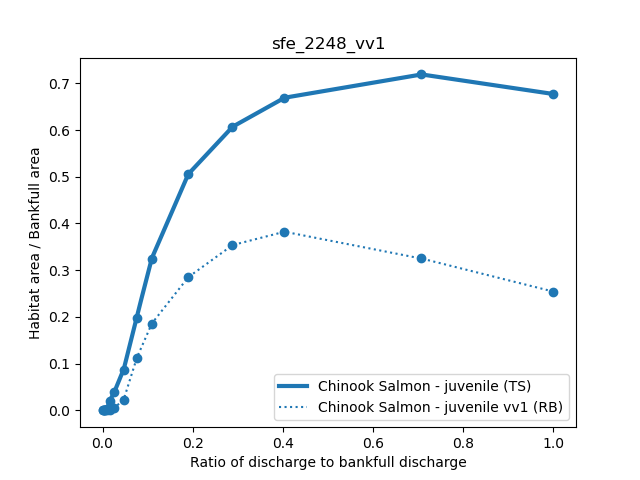 sfe_2248_vv1
Habitat area / Bankfull area
0.7
0.6
0.5
0.4
0.3
0.2
0.1
0.0
Chinook Salmon - juvenile (TS)
Chinook Salmon - juvenile vv1 (RB)
0.0 0.2 0.4 0.6 0.8 1.0
Ratio of discharge to bankfull discharge